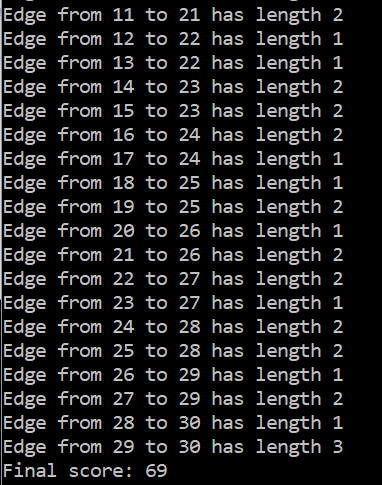 Edge from 11 to 21 has length 2
Edge from 12 to 22 has length 1
Edge from 13 to 22 has length 1
Edge from 14 to 23 has length 2
Edge from 15 to 23 has length 2
Edge from 16 to 24 has length 2
Edge from 17 to 24 has length 1
Edge from 18 to 25 has length 1
Edge from 19 to 25 has length 2
Edge from 20 to 26 has length 1
Edge from 21 to 26 has length 2
Edge from 22 to 27 has length 2
Edge from 23 to 27 has length 1
Edge from 24 to 28 has length 2
Edge from 25 to 28 has length 2
Edge from 26 to 29 has length 1
Edge from 27 to 29 has length 2
Edge from 28 to 30 has length 1
Edge from 29 to 30 has length 3
Final score: 69